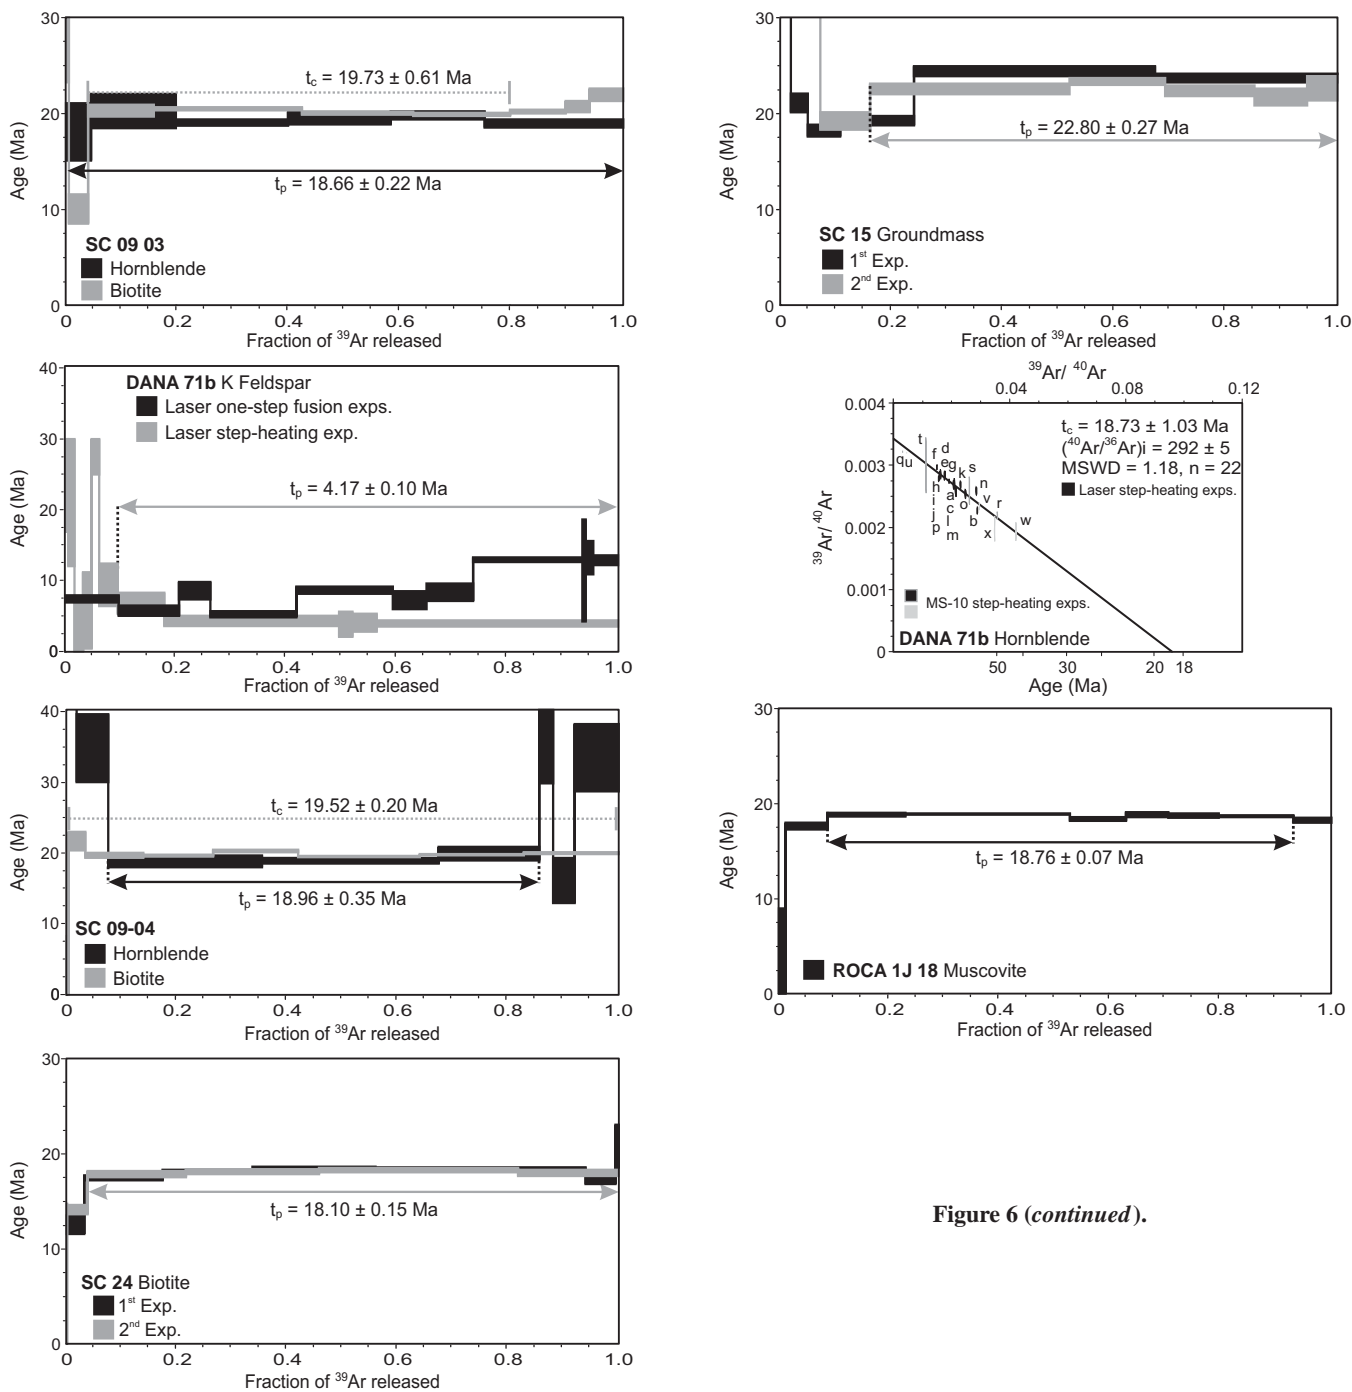 30
20
10
0
Age (Ma)
t_c = 19.73 ± 0.61 Ma
t_p = 18.66 ± 0.22 Ma
SC 09 03
Hornblende
Biotite
0 0.2 0.4 0.6 0.8 1.0
Fraction of ³⁹Ar released
30
20
10
0
Age (Ma)
t_p = 22.80 ± 0.27 Ma
SC 15 Groundmass
1st Exp.
2nd Exp.
0 0.2 0.4 0.6 0.8 1.0
Fraction of ³⁹Ar released
40
30
20
10
0
Age (Ma)
DANA 71b K Feldspar
Laser one-step fusion exps.
Laser step-heating exp.
t_p = 4.17 ± 0.10 Ma
0 0.2 0.4 0.6 0.8 1.0
Fraction of ³⁹Ar released
³⁹Ar/ ⁴⁰Ar
0.04 0.08 0.12
0.004
0.003
0.002
0.001
0
³⁹Ar/ ⁴⁰Ar
t_c = 18.73 ± 1.03 Ma
(⁴⁰Ar/³⁶Ar)i = 292 ± 5
MSWD = 1.18, n = 22
Laser step-heating exps.
t
q u
f d
e g
k s
h
a
n
i
c
o
v
j
l
b
r
p
m
x
w
MS-10 step-heating exps.
DANA 71b Hornblende
50 30 20 18
Age (Ma)
40
30
20
10
0
Age (Ma)
t_c = 19.52 ± 0.20 Ma
t_p = 18.96 ± 0.35 Ma
SC 09-04
Hornblende
Biotite
0 0.2 0.4 0.6 0.8 1.0
Fraction of ³⁹Ar released
30
20
10
0
Age (Ma)
t_p = 18.76 ± 0.07 Ma
ROCA 1J 18 Muscovite
0 0.2 0.4 0.6 0.8 1.0
Fraction of ³⁹Ar released
30
20
10
0
Age (Ma)
t_p = 18.10 ± 0.15 Ma
SC 24 Biotite
1st Exp.
2nd Exp.
0 0.2 0.4 0.6 0.8 1.0
Fraction of ³⁹Ar released
Figure 6 (continued).